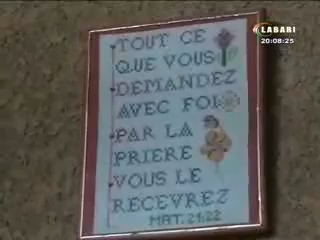 LABARI
20:08:25
TOUT CE
QUE VOUS
DEMANDEZ
AVEC FOI
PAR LA
PRIERE
VOUS LE
RECEVREZ
MAT. 21:22